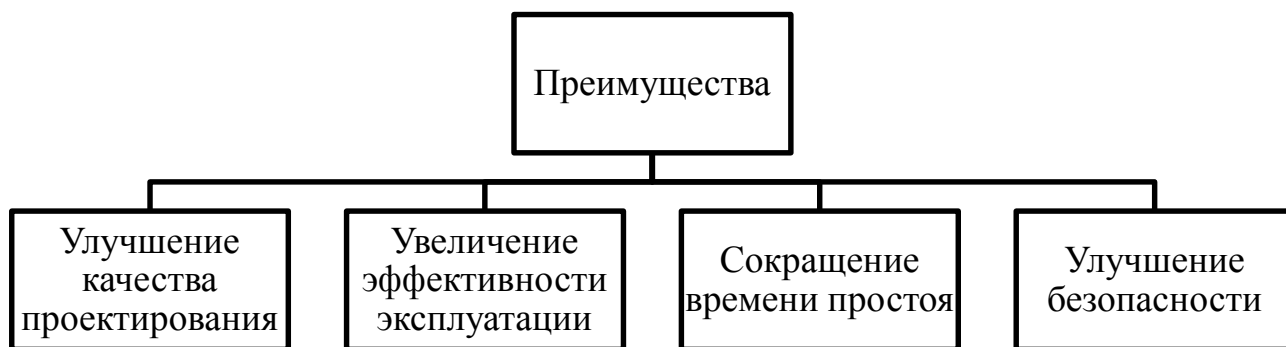 Преимущества
Улучшение
качества
проектирования
Увеличение
эффективности
эксплуатации
Сокращение
времени простоя
Улучшение
безопасности